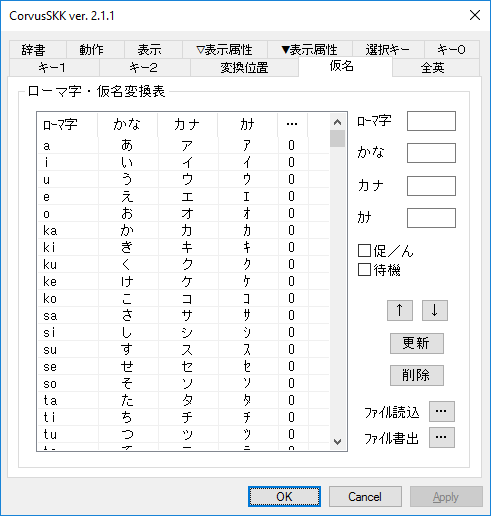 CorvusSKK ver. 2.1.1
辞書 動作 表示 ▽表示属性 ▼表示属性 選択キー キー0
キー1 キー2 変換位置 仮名 全英
ローマ字・仮名変換表
ﾛｰﾏ字 かな カナ ｶﾅ …
a あ ア ｱ 0
i い イ ｲ 0
u う ウ ｳ 0
e え エ ｴ 0
o お オ ｵ 0
ka か カ ｶ 0
ki き キ ｷ 0
ku く ク ｸ 0
ke け ケ ｹ 0
ko こ コ ｺ 0
sa さ サ ｻ 0
si し シ ｼ 0
su す ス ｽ 0
se せ セ ｾ 0
so そ ソ ｿ 0
ta た タ ﾀ 0
ti ち チ ﾁ 0
tu つ ツ ﾂ 0
ﾛｰﾏ字
かな
カナ
ｶﾅ
促／ん
待機
↑ ↓
更新
削除
ﾌｧｲﾙ読込 …
ﾌｧｲﾙ書出 …
OK Cancel Apply